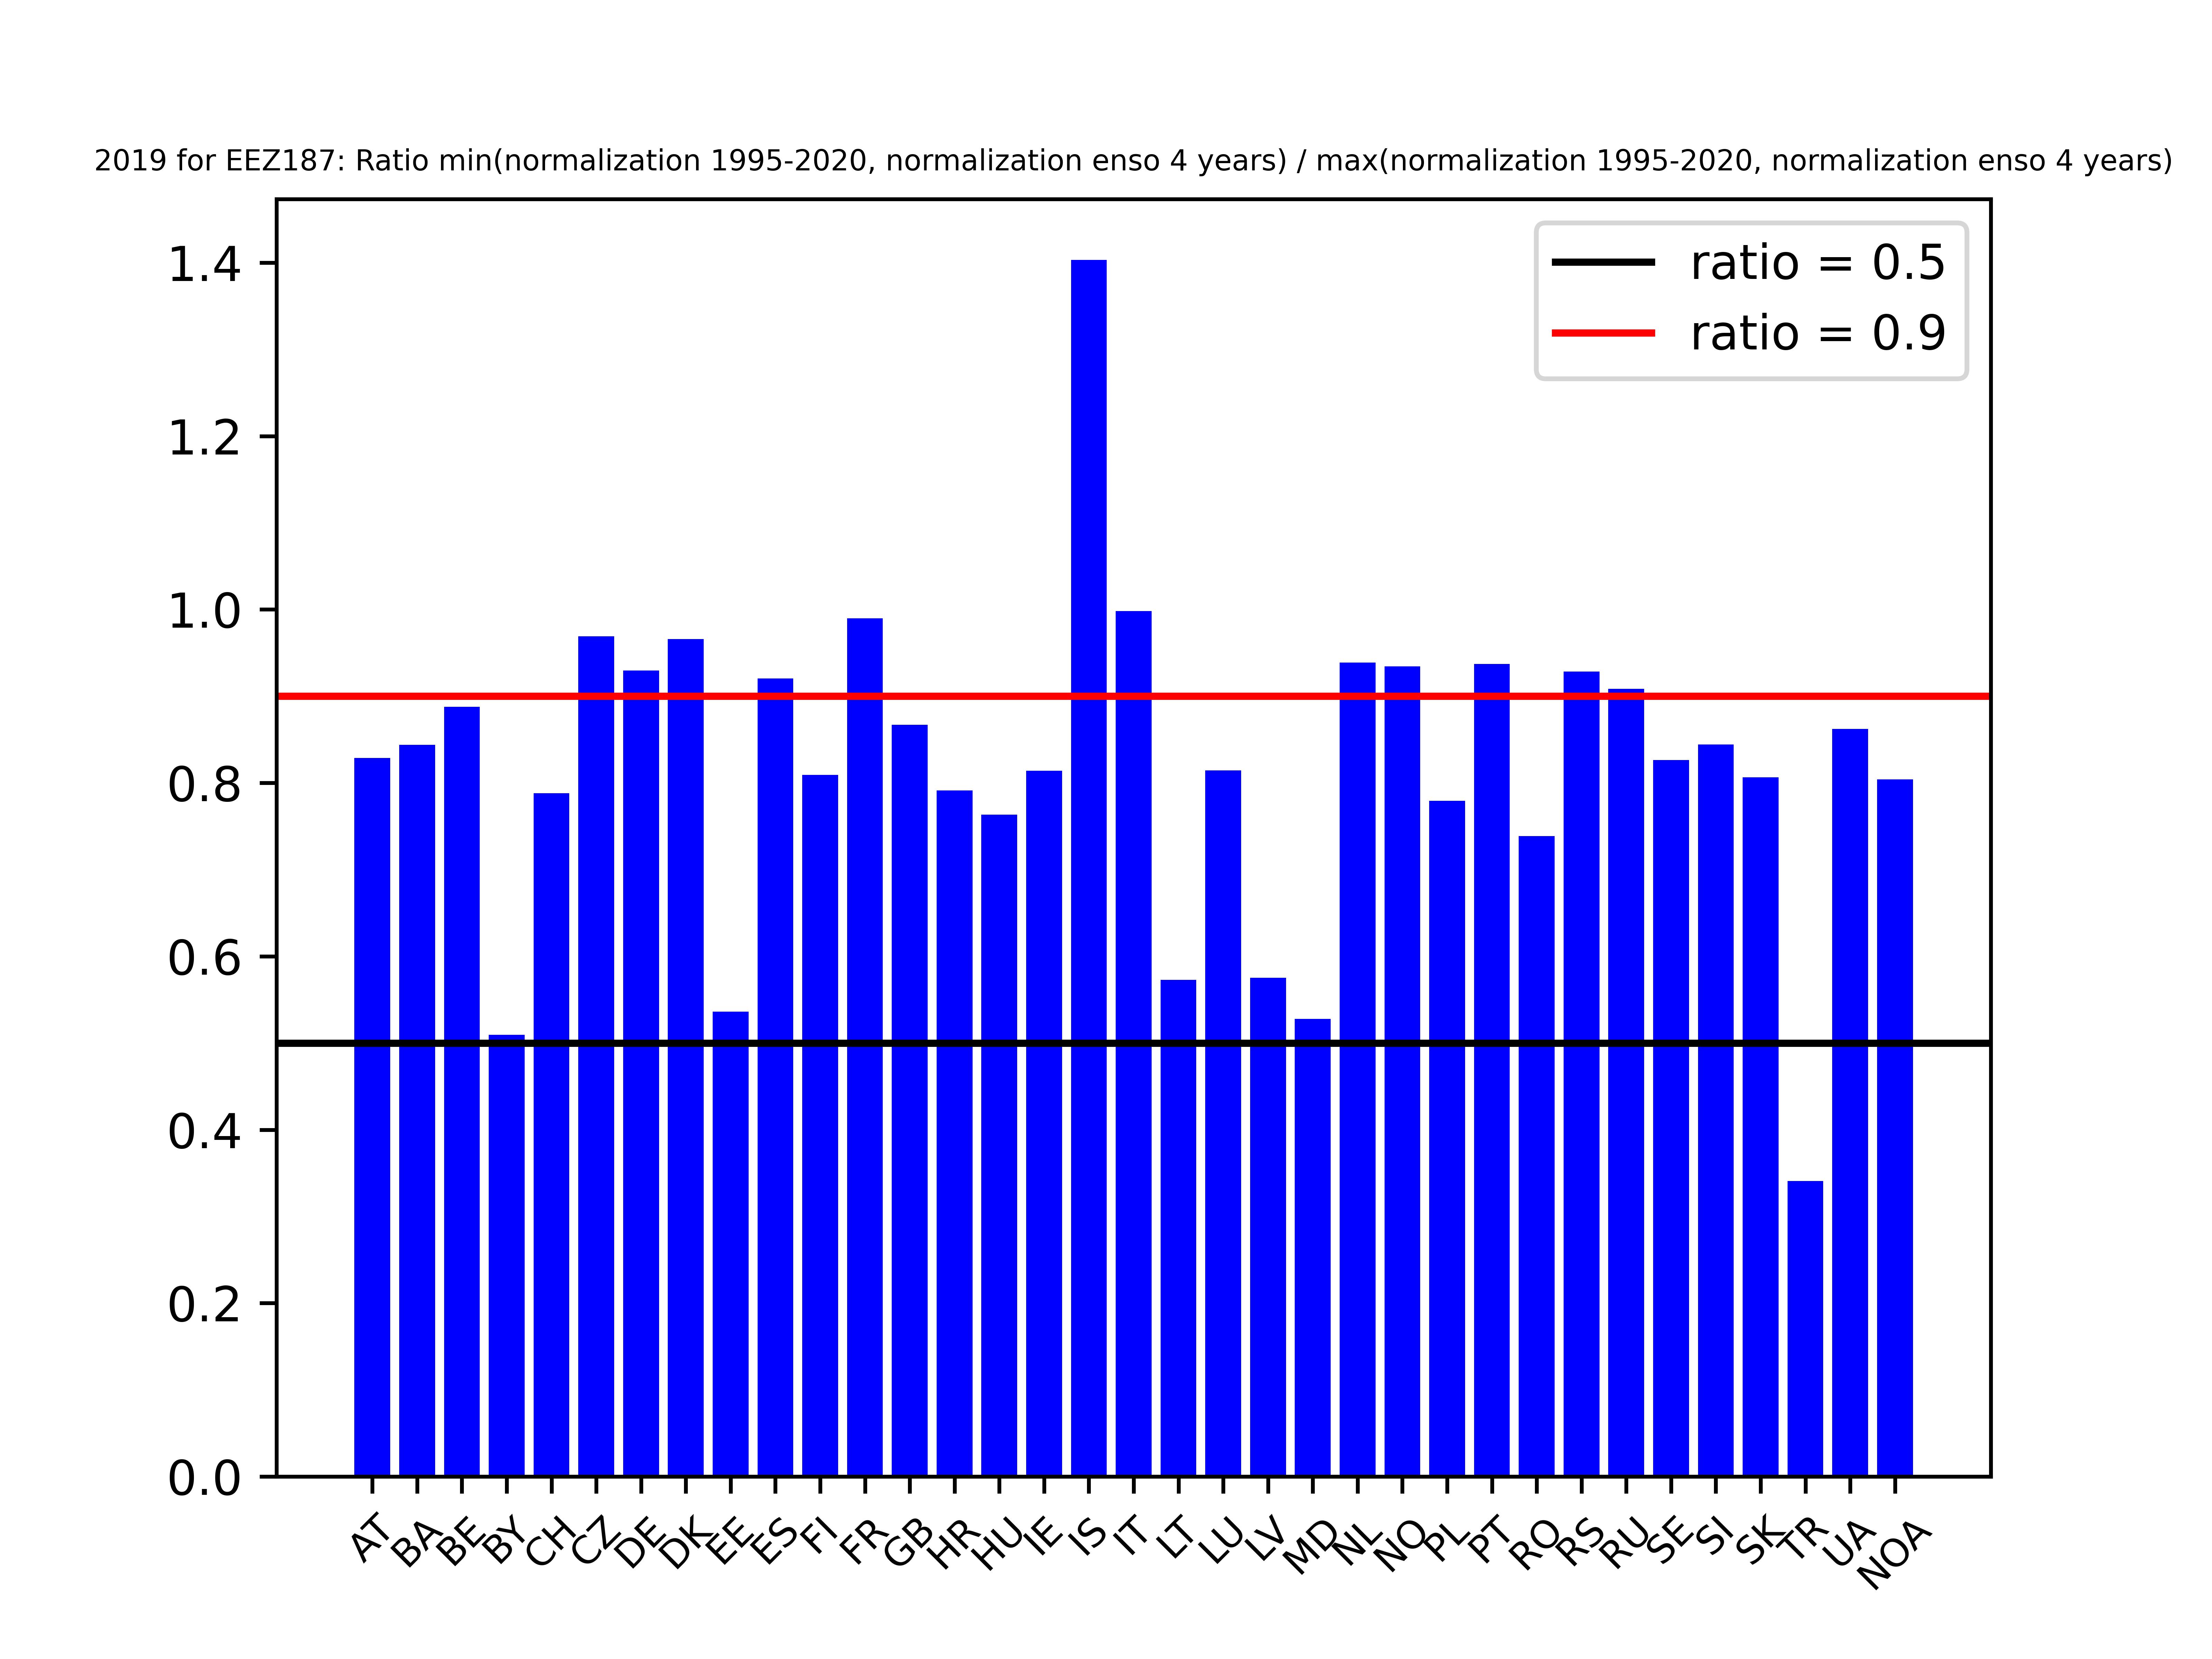 2019 for EEZ187: Ratio min(normalization 1995-2020, normalization enso 4 years) / max(normalization 1995-2020, normalization enso 4 years)
ratio = 0.5
ratio = 0.9
1.4
1.2
1.0
0.8
0.6
0.4
0.2
0.0
AT BA BE BY CH CZ DE DK EE ES FI FR GB HR HU IE IS IT LT LU LV MD NL NO PL PT RO RS RU SE SI SK TR UA NOA